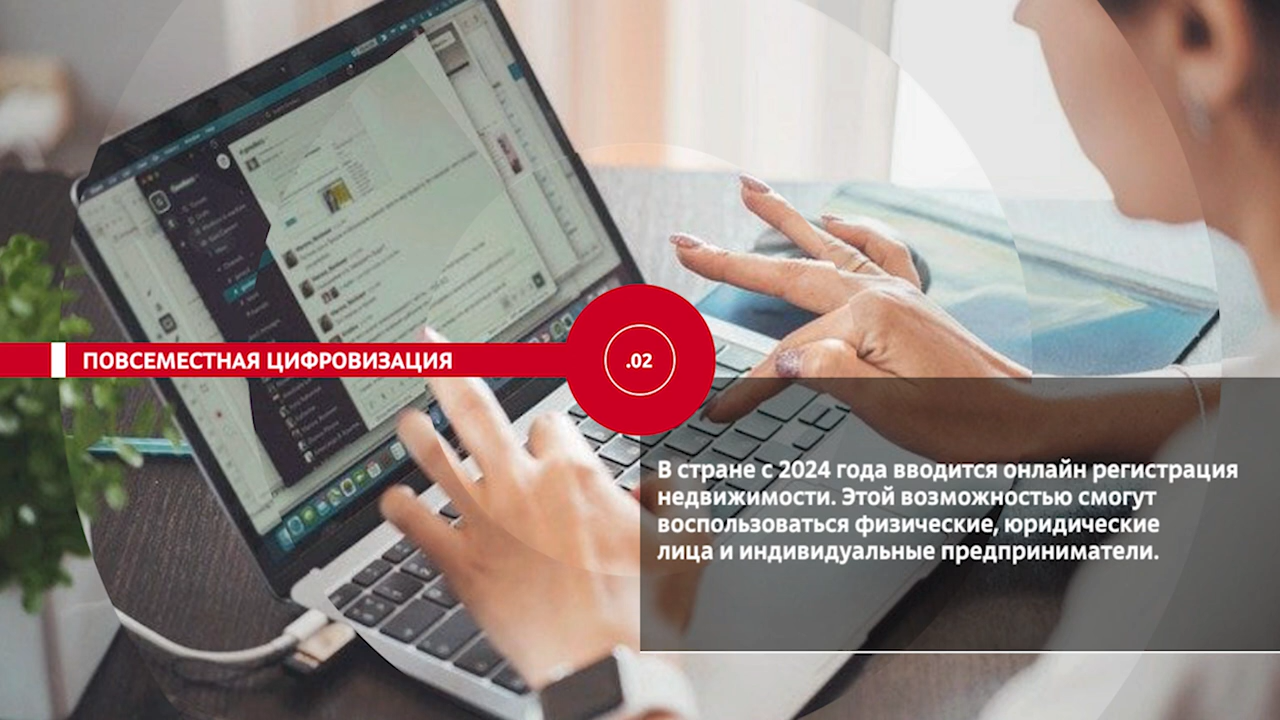 ПОВСЕМЕСТНАЯ ЦИФРОВИЗАЦИЯ
.02
В стране с 2024 года вводится онлайн регистрация
недвижимости. Этой возможностью смогут
воспользоваться физические, юридические
лица и индивидуальные предприниматели.